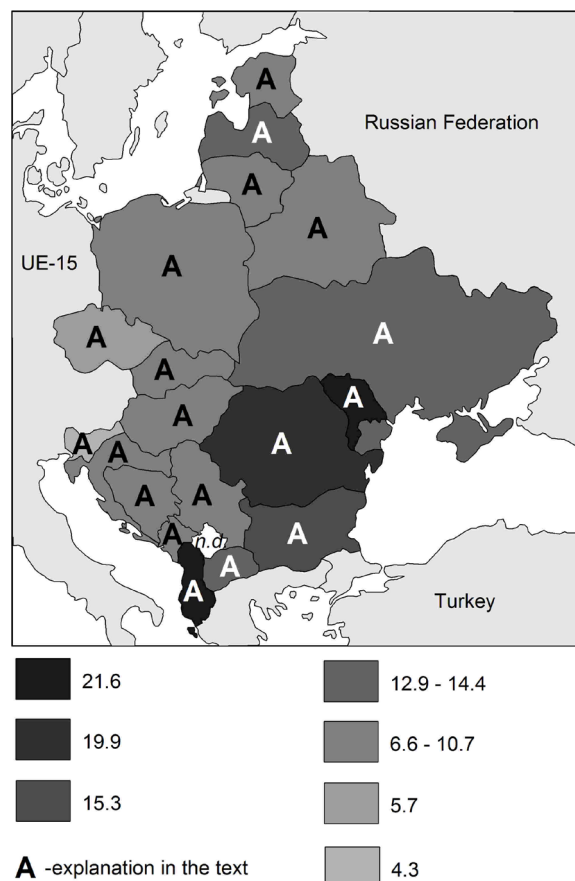 A
A
Russian Federation
A
A
UE-15
A
A
A
A
A
A
A
A
A
A
A
A
n.d.
A
A
A
Turkey
21.6
12.9 - 14.4
19.9
6.6 - 10.7
15.3
5.7
A -explanation in the text
4.3